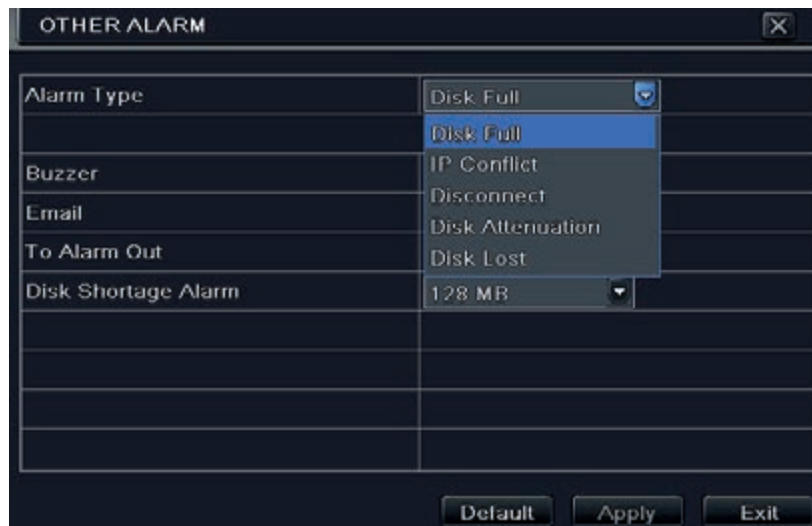 OTHER ALARM
Alarm Type
Disk Full
Disk Full
IP Conflict
Buzzer
Disconnect
Email
Disk Attenuation
To Alarm Out
Disk Lost
Disk Shortage Alarm
128 MB
Default
Apply
Exit